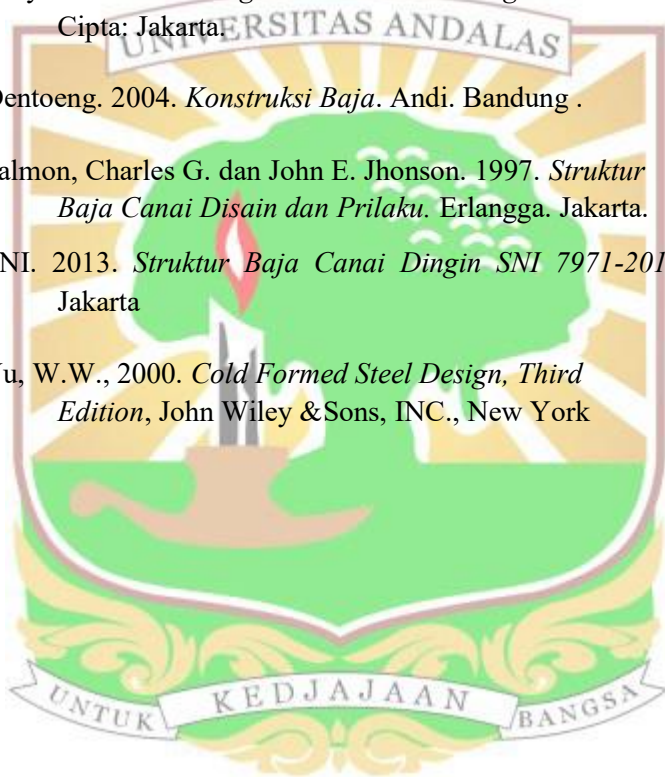 Cipta: Jakarta.
UNIVERSITAS ANDALAS
Oentoeng. 2004. Konstruksi Baja. Andi. Bandung .
almon, Charles G. dan John E. Jhonson. 1997. Struktur
Baja Canai Disain dan Prilaku. Erlangga. Jakarta.
NI. 2013. Struktur Baja Canai Dingin SNI 7971-201
Jakarta
u, W.W., 2000. Cold Formed Steel Design, Third
Edition, John Wiley &Sons, INC., New York
UNTUK KEDJAJAAN BANGSA